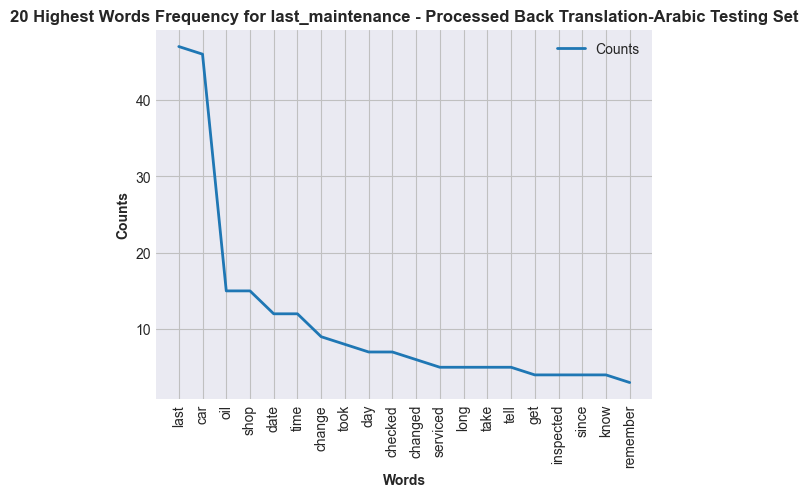 20 Highest Words Frequency for last_maintenance - Processed Back Translation-Arabic Testing Set
Counts
40
30
20
10
Counts
last
car
oil
shop
date
time
change
took
day
checked
changed
serviced
long
take
tell
get
inspected
since
know
remember
Words